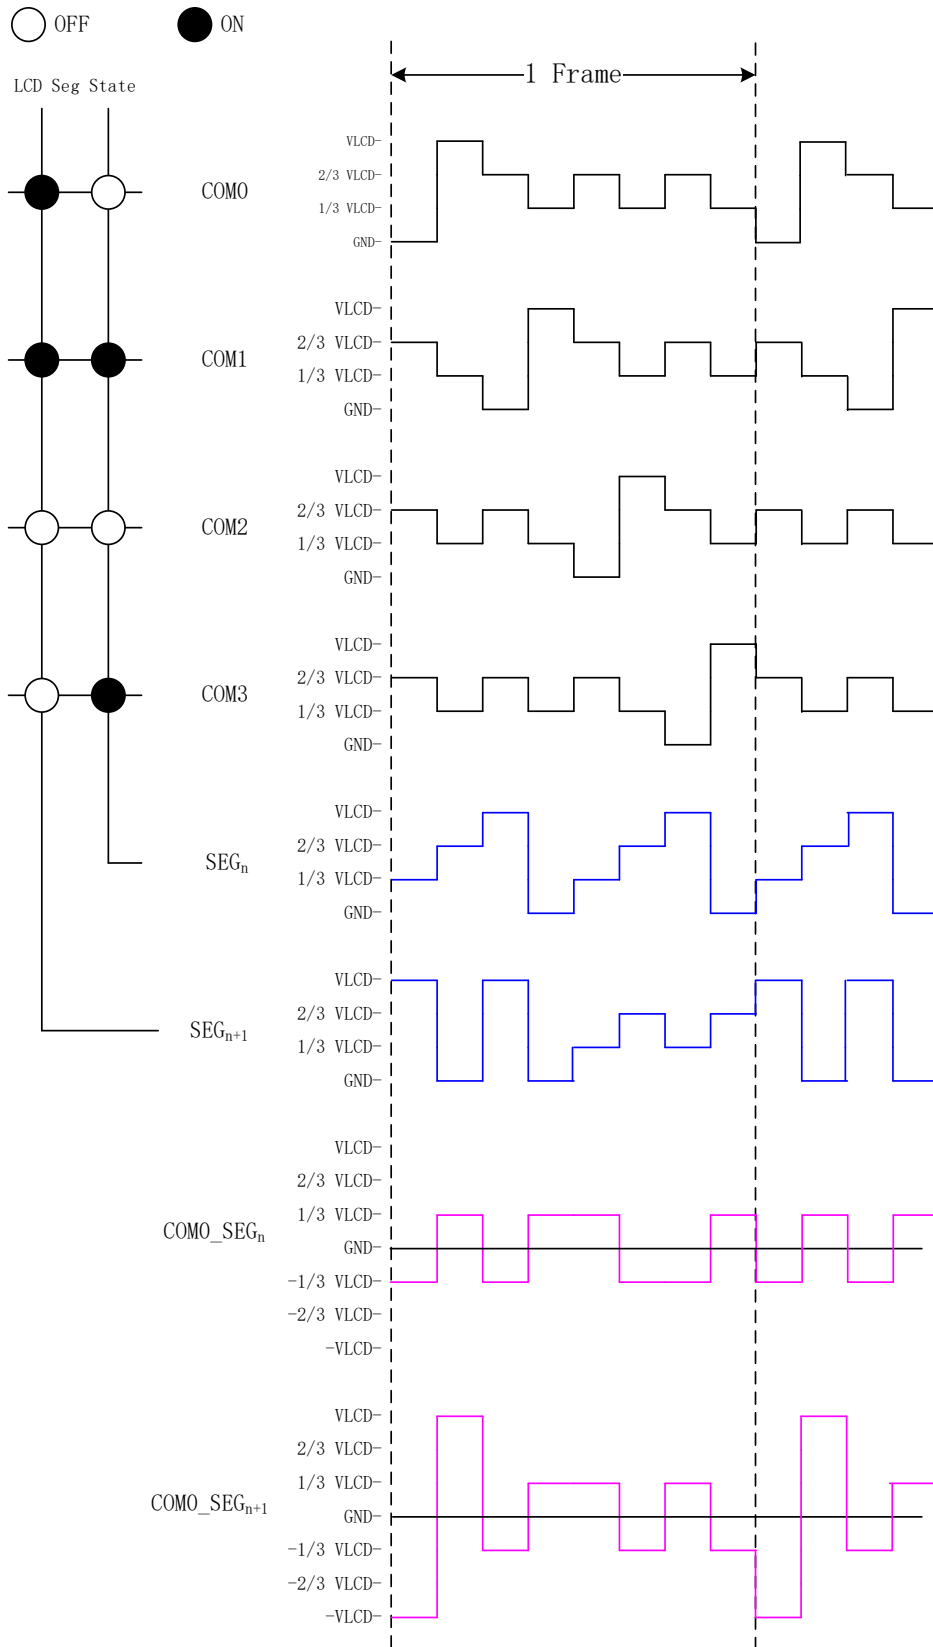 OFF ON
LCD Seg State
1 Frame
COM0
VLCD-
2/3 VLCD-
1/3 VLCD-
GND-
COM1
VLCD-
2/3 VLCD-
1/3 VLCD-
GND-
COM2
VLCD-
2/3 VLCD-
1/3 VLCD-
GND-
COM3
VLCD-
2/3 VLCD-
1/3 VLCD-
GND-
SEGn
VLCD-
2/3 VLCD-
1/3 VLCD-
GND-
SEGn+1
VLCD-
2/3 VLCD-
1/3 VLCD-
GND-
COM0_SEGn
VLCD-
2/3 VLCD-
1/3 VLCD-
GND-
-1/3 VLCD-
-2/3 VLCD-
-VLCD-
COM0_SEGn+1
VLCD-
2/3 VLCD-
1/3 VLCD-
GND-
-1/3 VLCD-
-2/3 VLCD-
-VLCD-